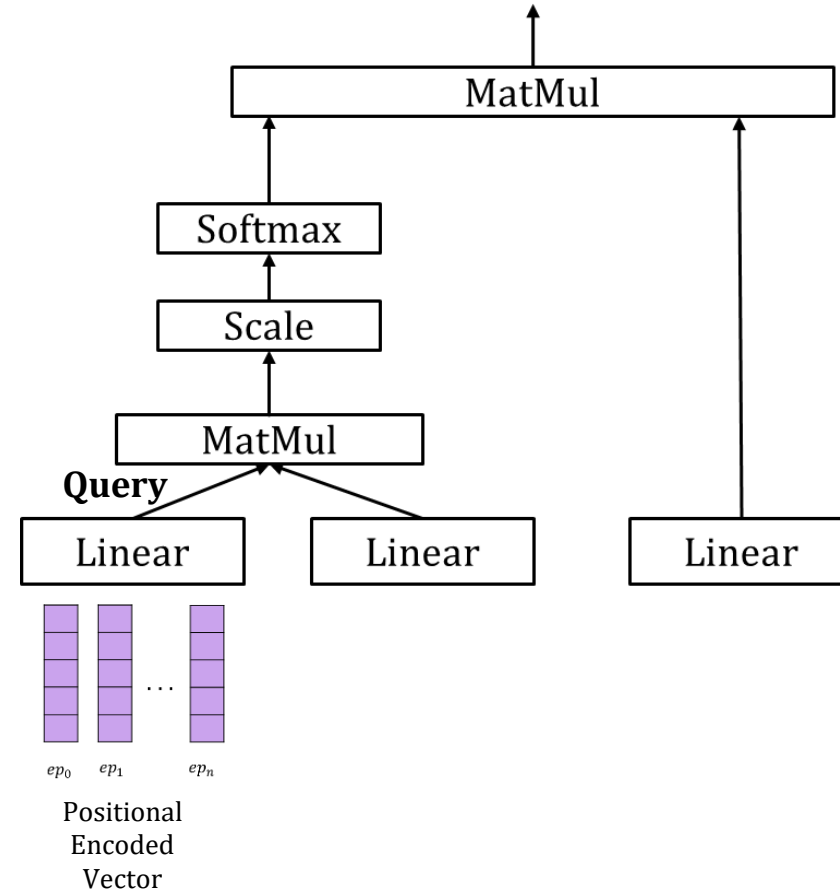 MatMul
Softmax
Scale
MatMul
Query
Linear Linear Linear
...
ep₀ ep₁ epₙ
Positional
Encoded
Vector